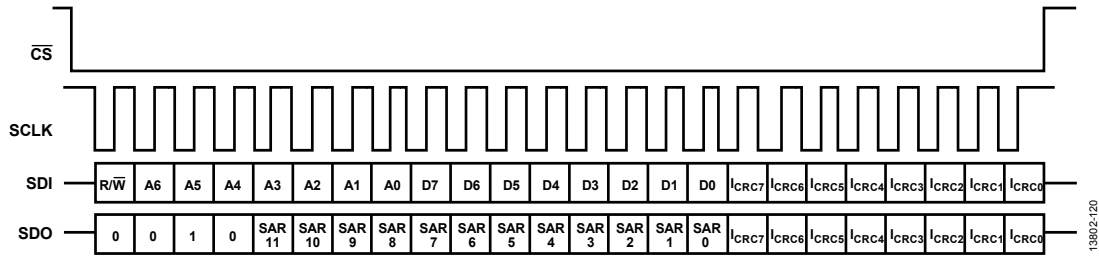 CS
SCLK
SDI R/W A6 A5 A4 A3 A2 A1 A0 D7 D6 D5 D4 D3 D2 D1 D0 ICRC7 ICRC6 ICRC5 ICRC4 ICRC3 ICRC2 ICRC1 ICRC0
SDO 0 0 1 0 SAR 11 SAR 10 SAR 9 SAR 8 SAR 7 SAR 6 SAR 5 SAR 4 SAR 3 SAR 2 SAR 1 SAR 0 ICRC7 ICRC6 ICRC5 ICRC4 ICRC3 ICRC2 ICRC1 ICRC0
13802-120